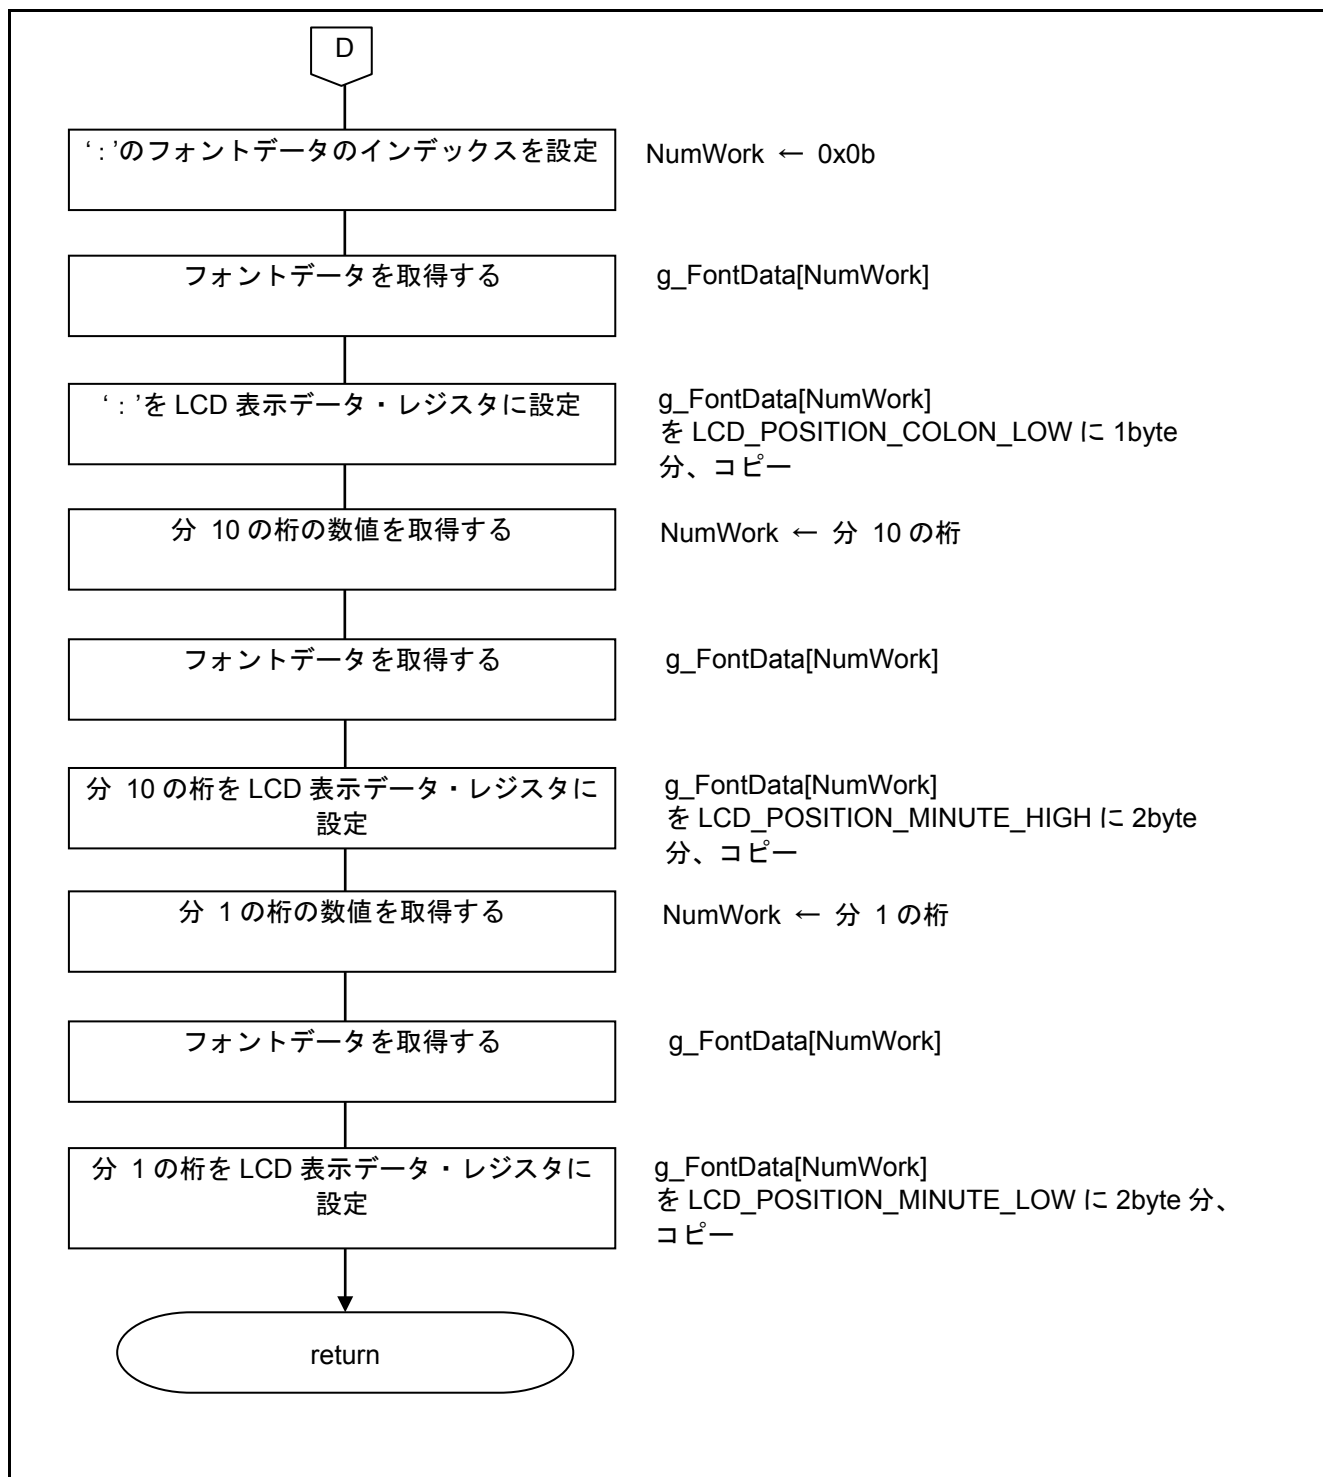 D
‘ : ’のフォントデータのインデックスを設定
NumWork ← 0x0b
フォントデータを取得する
g_FontData[NumWork]
‘ : ’を LCD 表示データ・レジスタに設定
g_FontData[NumWork]
を LCD_POSITION_COLON_LOW に 1byte
分、コピー
分 10 の桁の数値を取得する
NumWork ← 分 10 の桁
フォントデータを取得する
g_FontData[NumWork]
分 10 の桁を LCD 表示データ・レジスタに
設定
g_FontData[NumWork]
を LCD_POSITION_MINUTE_HIGH に 2byte
分、コピー
分 1 の桁の数値を取得する
NumWork ← 分 1 の桁
フォントデータを取得する
g_FontData[NumWork]
分 1 の桁を LCD 表示データ・レジスタに
設定
g_FontData[NumWork]
を LCD_POSITION_MINUTE_LOW に 2byte 分、
コピー
return